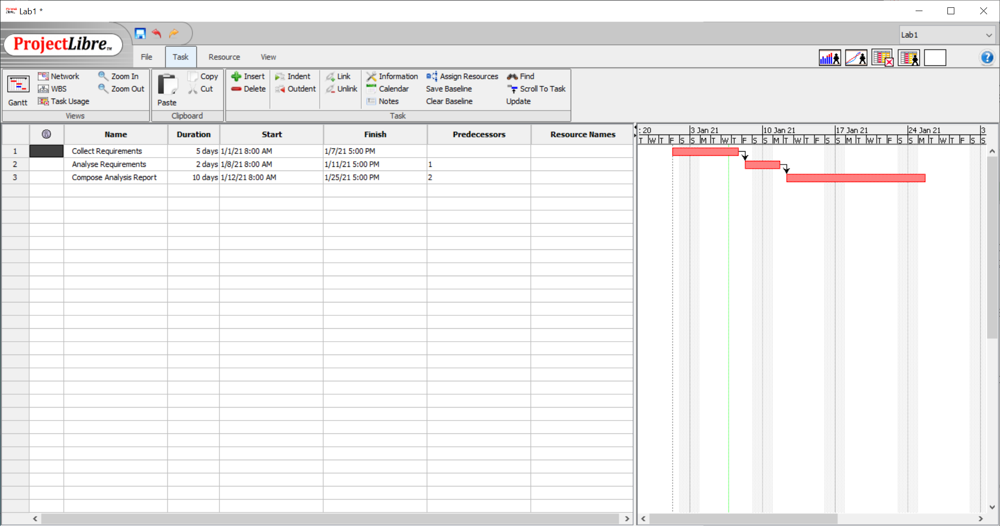 Lab1 *
ProjectLibre™
Lab1
File Task Resource View
Gantt
Network
WBS
Task Usage
Zoom In
Zoom Out
Views
Paste
Copy
Cut
Clipboard
Insert
Delete
Indent
Outdent
Link
Unlink
Information
Calendar
Notes
Assign Resources
Save Baseline
Clear Baseline
Find
Scroll To Task
Update
Task
Name Duration Start Finish Predecessors Resource Names
1 Collect Requirements 5 days 1/1/21 8:00 AM 1/7/21 5:00 PM
2 Analyse Requirements 2 days 1/8/21 8:00 AM 1/11/21 5:00 PM 1
3 Compose Analysis Report 10 days 1/12/21 8:00 AM 1/25/21 5:00 PM 2
: 20 3 Jan 21 10 Jan 21 17 Jan 21 24 Jan 21 3
T W T F S S M T W T F S S M T W T F S S M T W T F S S M T W T F S S